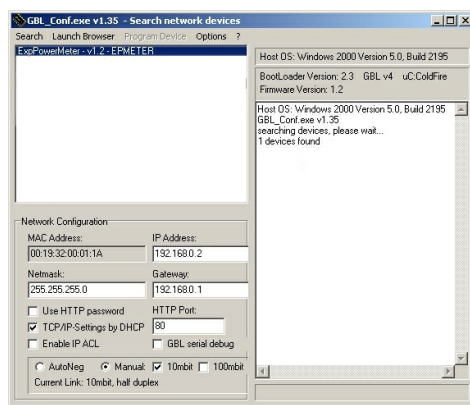 GBL_Conf.exe v1.35 - Search network devices
Search Launch Browser Program Device Options ?
ExpPowerMeter - v1.2 - EPMETER
Host OS: Windows 2000 Version 5.0, Build 2195
BootLoader Version: 2.3 GBL v4 uC:ColdFire
Firmware Version: 1.2
Host OS: Windows 2000 Version 5.0, Build 2195
GBL_Conf.exe v1.35
searching devices, please wait...
1 devices found
Network Configuration
MAC Address: IP Address:
00:19:32:00:01:1A 192.168.0.2
Netmask: Gateway:
255.255.255.0 192.168.0.1
Use HTTP password HTTP Port:
TCP/IP-Settings by DHCP 80
Enable IP ACL GBL serial debug
AutoNeg Manual: 10mbit 100mbit
Current Link: 10mbit, half duplex